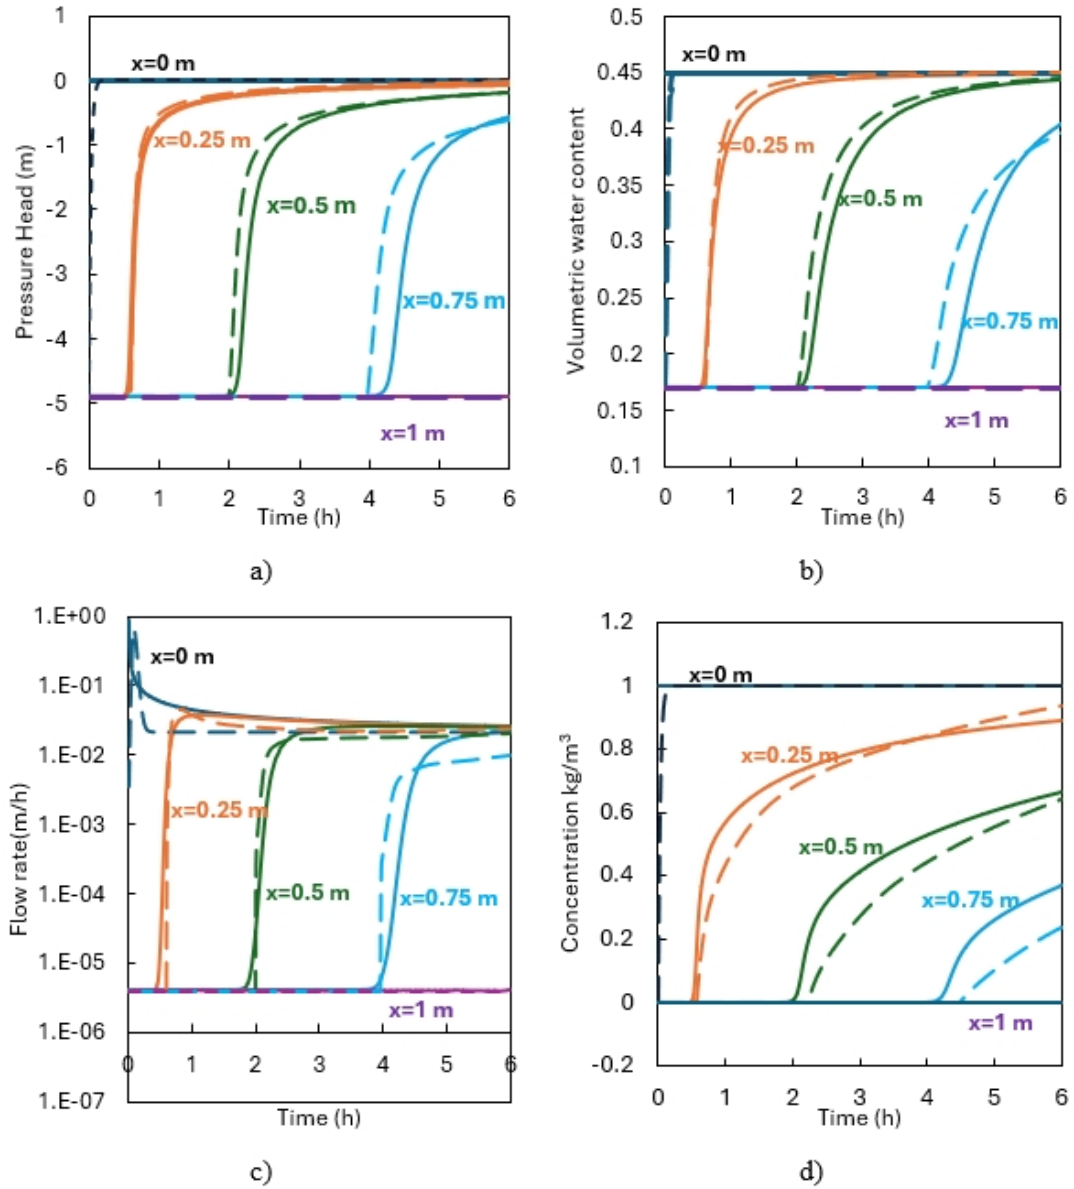 1
0
-1
-2
-3
-4
-5
-6
Pressure Head (m)
x=0 m
x=0.25 m
x=0.5 m
x=0.75 m
x=1 m
0 1 2 3 4 5 6
Time (h)
a)
0.5
0.45
0.4
0.35
0.3
0.25
0.2
0.15
0.1
Volumetric water content
x=0 m
x=0.25 m
x=0.5 m
x=0.75 m
x=1 m
0 1 2 3 4 5 6
Time (h)
b)
1.E+00
1.E-01
1.E-02
1.E-03
1.E-04
1.E-05
1.E-06
1.E-07
Flow rate(m/h)
x=0 m
x=0.25 m
x=0.5 m
x=0.75 m
x=1 m
0 1 2 3 4 5 6
Time (h)
c)
1.2
1
0.8
0.6
0.4
0.2
0
-0.2
Concentration kg/m³
x=0 m
x=0.25 m
x=0.5 m
x=0.75 m
x=1 m
0 1 2 3 4 5 6
Time (h)
d)